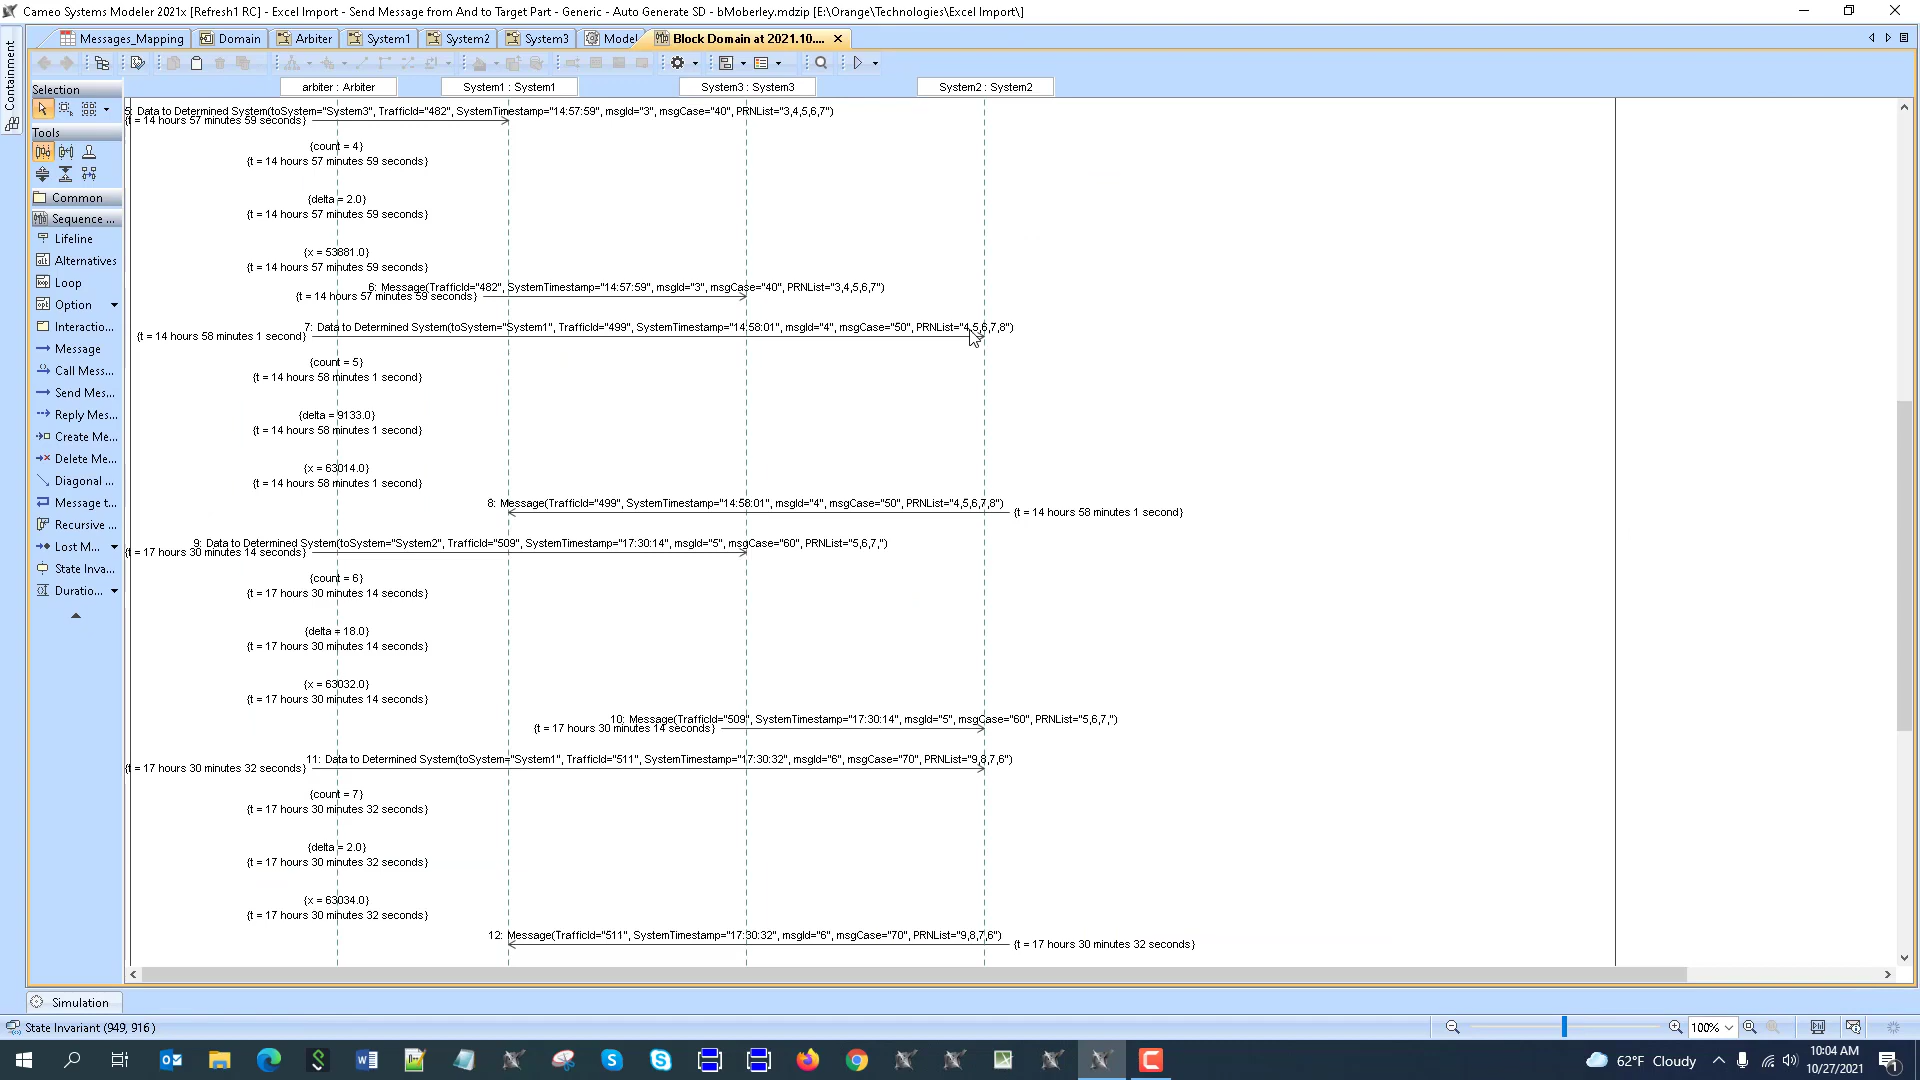 Cameo Systems Modeler 2021x [Refresh1 RC] - Excel Import - Send Message from And to Target Part - Generic - Auto Generate SD - bMoberley.mdzip [E:\Orange\Technologies\Excel Import\]
Messages_Mapping Domain Arbiter System1 System2 System3 Model Block Domain at 2021.10....
Containment
Selection
Tools
Common
Sequence ...
Lifeline
Alternatives
Loop
Option
Interactio...
Message
Call Mess...
Send Mes...
Reply Mes...
Create Me...
Delete Me...
Diagonal ...
Message t...
Recursive ...
Lost M...
State Inva...
Duratio...
arbiter : Arbiter System1 : System1 System3 : System3 System2 : System2
5: Data to Determined System(toSystem="System3", TrafficId="482", SystemTimestamp="14:57:59", msgId="3", msgCase="40", PRNList="3,4,5,6,7")
{t = 14 hours 57 minutes 59 seconds}
{count = 4}
{t = 14 hours 57 minutes 59 seconds}
{delta = 2.0}
{t = 14 hours 57 minutes 59 seconds}
{x = 53881.0}
{t = 14 hours 57 minutes 59 seconds}
6: Message(TrafficId="482", SystemTimestamp="14:57:59", msgId="3", msgCase="40", PRNList="3,4,5,6,7")
{t = 14 hours 57 minutes 59 seconds}
7: Data to Determined System(toSystem="System1", TrafficId="499", SystemTimestamp="14:58:01", msgId="4", msgCase="50", PRNList="4,5,6,7,8")
{t = 14 hours 58 minutes 1 second}
{count = 5}
{t = 14 hours 58 minutes 1 second}
{delta = 9133.0}
{t = 14 hours 58 minutes 1 second}
{x = 63014.0}
{t = 14 hours 58 minutes 1 second}
8: Message(TrafficId="499", SystemTimestamp="14:58:01", msgId="4", msgCase="50", PRNList="4,5,6,7,8")
{t = 14 hours 58 minutes 1 second}
9: Data to Determined System(toSystem="System2", TrafficId="509", SystemTimestamp="17:30:14", msgId="5", msgCase="60", PRNList="5,6,7,")
{t = 17 hours 30 minutes 14 seconds}
{count = 6}
{t = 17 hours 30 minutes 14 seconds}
{delta = 18.0}
{t = 17 hours 30 minutes 14 seconds}
{x = 63032.0}
{t = 17 hours 30 minutes 14 seconds}
10: Message(TrafficId="509", SystemTimestamp="17:30:14", msgId="5", msgCase="60", PRNList="5,6,7,")
{t = 17 hours 30 minutes 14 seconds}
11: Data to Determined System(toSystem="System1", TrafficId="511", SystemTimestamp="17:30:32", msgId="6", msgCase="70", PRNList="9,8,7,6")
{t = 17 hours 30 minutes 32 seconds}
{count = 7}
{t = 17 hours 30 minutes 32 seconds}
{delta = 2.0}
{t = 17 hours 30 minutes 32 seconds}
{x = 63034.0}
{t = 17 hours 30 minutes 32 seconds}
12: Message(TrafficId="511", SystemTimestamp="17:30:32", msgId="6", msgCase="70", PRNList="9,8,7,6")
{t = 17 hours 30 minutes 32 seconds}
Simulation
State Invariant (949, 916 )
100%
62°F Cloudy
10:04 AM
10/27/2021
1